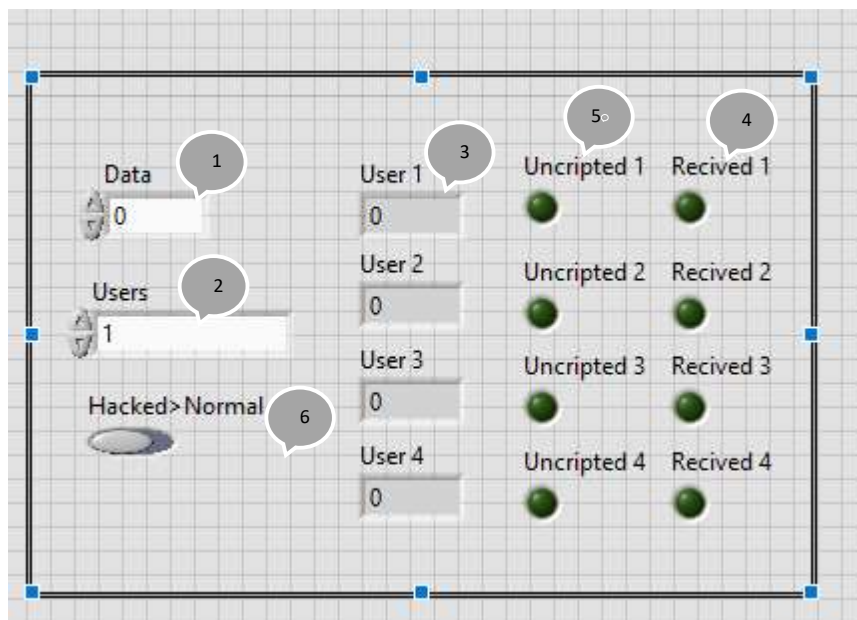 Data
1
0
Users
2
1
Hacked>Normal
6
User 1
3
0
User 2
0
User 3
0
User 4
0
5
Uncripted 1
Uncripted 2
Uncripted 3
Uncripted 4
4
Recived 1
Recived 2
Recived 3
Recived 4